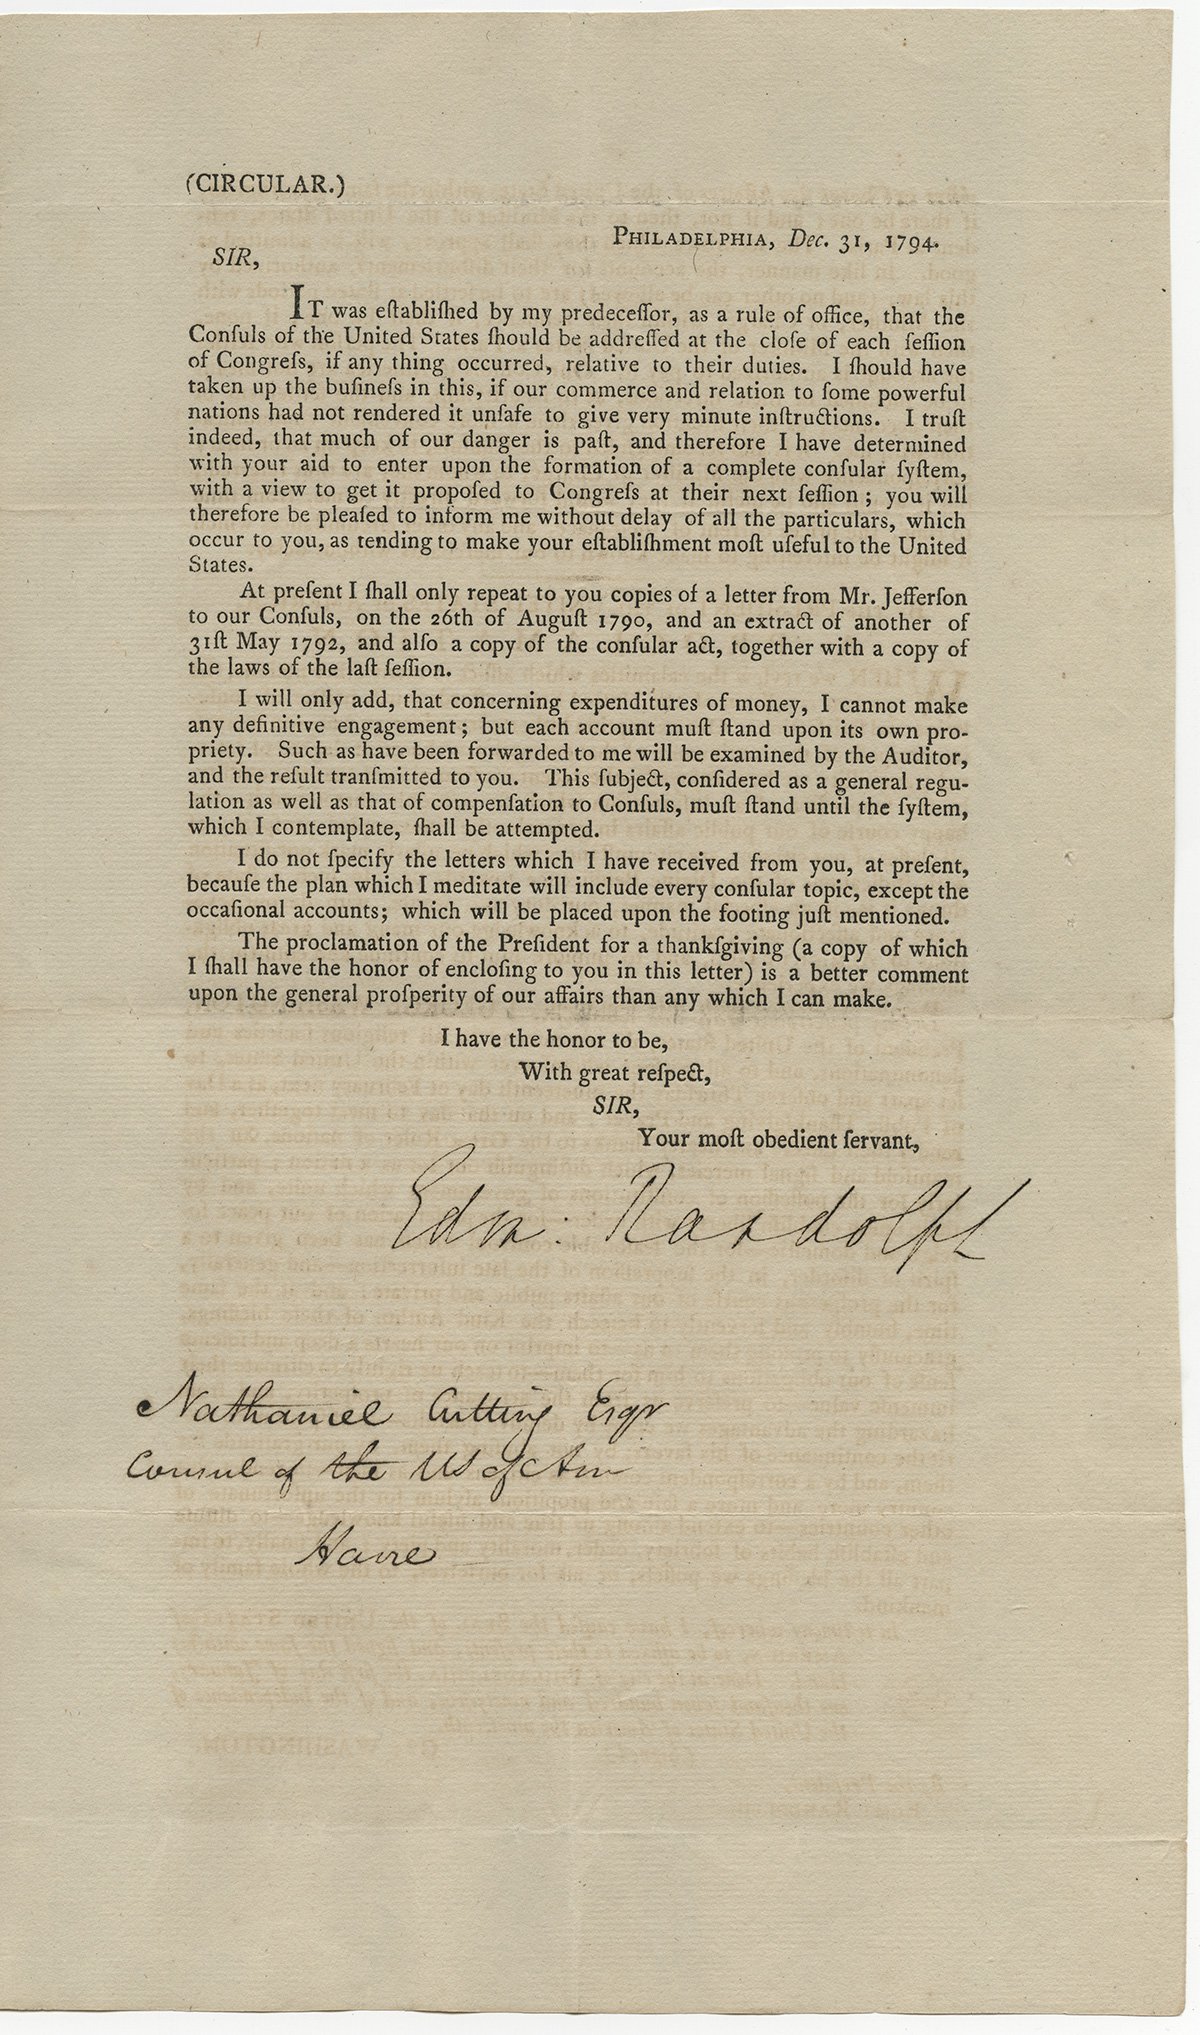 (CIRCULAR.)
PHILADELPHIA, Dec. 31, 1794.
SIR,
IT was eſtabliſhed by my predeceſſor, as a rule of office, that the
Conſuls of the United States ſhould be addreſſed at the cloſe of each ſeſſion
of Congreſs, if any thing occurred, relative to their duties. I ſhould have
taken up the buſineſs in this, if our commerce and relation to ſome powerful
nations had not rendered it unſafe to give very minute inſtructions. I truſt
indeed, that much of our danger is paſt, and therefore I have determined
with your aid to enter upon the formation of a complete conſular ſyſtem,
with a view to get it propoſed to Congreſs at their next ſeſſion; you will
therefore be pleaſed to inform me without delay of all the particulars, which
occur to you, as tending to make your eſtabliſhment moſt uſeful to the United
States.
At preſent I ſhall only repeat to you copies of a letter from Mr. Jefferſon
to our Conſuls, on the 26th of Auguſt 1790, and an extract of another of
31ſt May 1792, and alſo a copy of the conſular act, together with a copy of
the laws of the laſt ſeſſion.
I will only add, that concerning expenditures of money, I cannot make
any definitive engagement; but each account muſt ſtand upon its own pro-
priety. Such as have been forwarded to me will be examined by the Auditor,
and the reſult tranſmitted to you. This ſubject, conſidered as a general regu-
lation as well as that of compenſation to Conſuls, muſt ſtand until the ſyſtem,
which I contemplate, ſhall be attempted.
I do not ſpecify the letters which I have received from you, at preſent,
becauſe the plan which I meditate will include every conſular topic, except the
occaſional accounts; which will be placed upon the footing juſt mentioned.
The proclamation of the Preſident for a thankſgiving (a copy of which
I ſhall have the honor of encloſing to you in this letter) is a better comment
upon the general proſperity of our affairs than any which I can make.
I have the honor to be,
With great reſpect,
SIR,
Your moſt obedient ſervant,
Edm: Randolph
Nathaniel Cutting Esqr
Consul of the US of Am
Havre